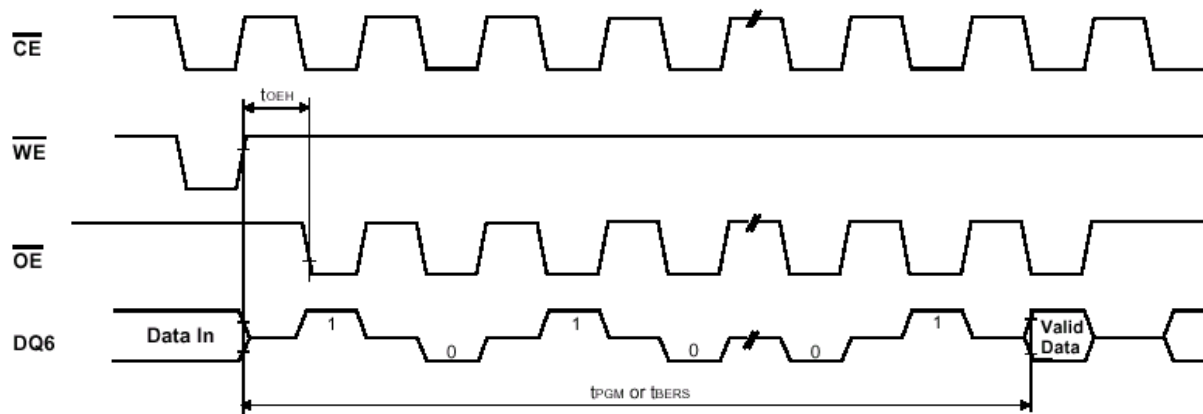 CE
tOEH
WE
OE
DQ6 Data In 1 0 1 0 0 1 Valid Data
tPGM or tBERS